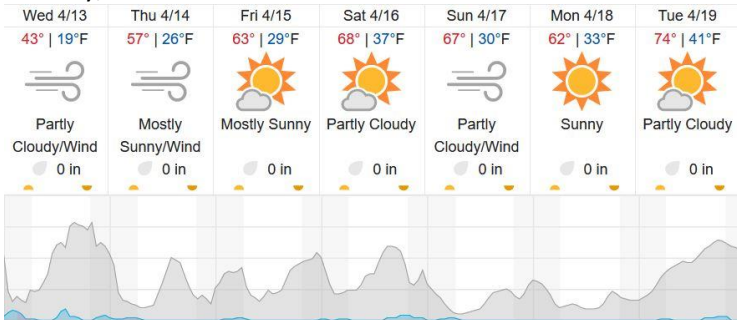 Wed 4/13 Thu 4/14 Fri 4/15 Sat 4/16 Sun 4/17 Mon 4/18 Tue 4/19
43° | 19°F 57° | 26°F 63° | 29°F 68° | 37°F 67° | 30°F 62° | 33°F 74° | 41°F
Partly Mostly Mostly Sunny Partly Cloudy Partly Sunny Partly Cloudy
Cloudy/Wind Sunny/Wind Cloudy/Wind
0 in 0 in 0 in 0 in 0 in 0 in 0 in